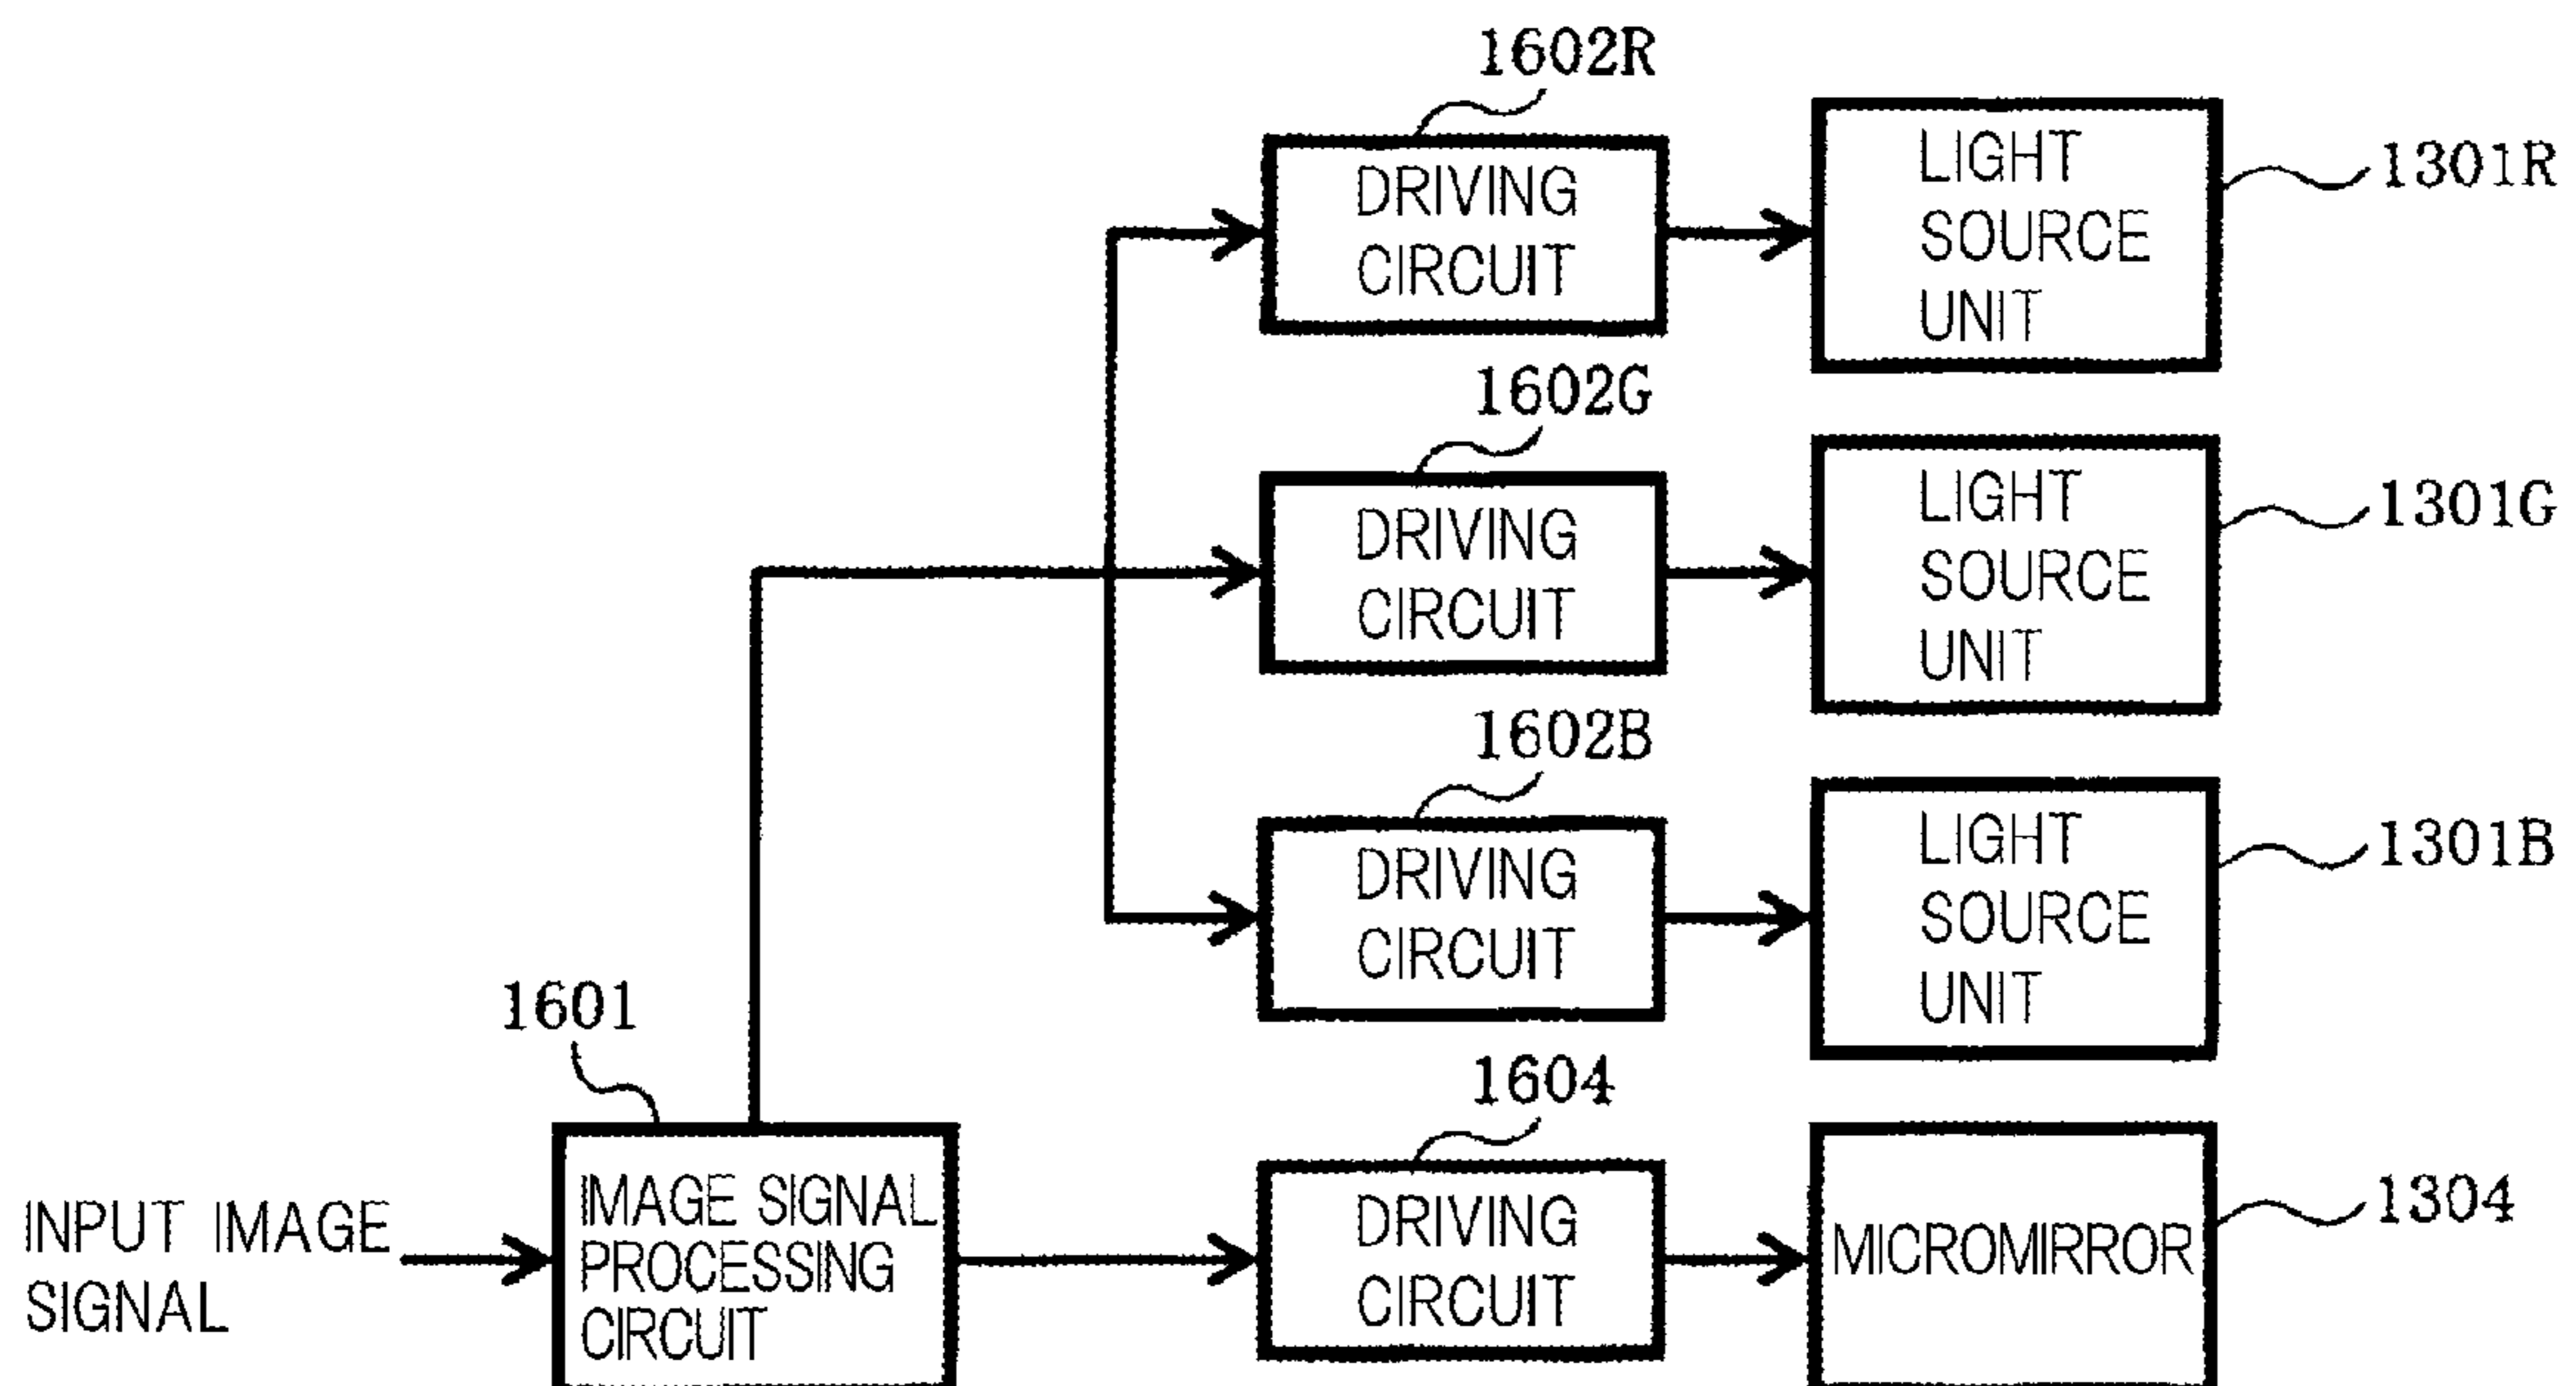 1602R
DRIVING
CIRCUIT
LIGHT
SOURCE
UNIT
1301R
1602G
DRIVING
CIRCUIT
LIGHT
SOURCE
UNIT
1301G
1602B
DRIVING
CIRCUIT
LIGHT
SOURCE
UNIT
1301B
1601
INPUT IMAGE
SIGNAL
IMAGE SIGNAL
PROCESSING
CIRCUIT
1604
DRIVING
CIRCUIT
MICROMIRROR
1304